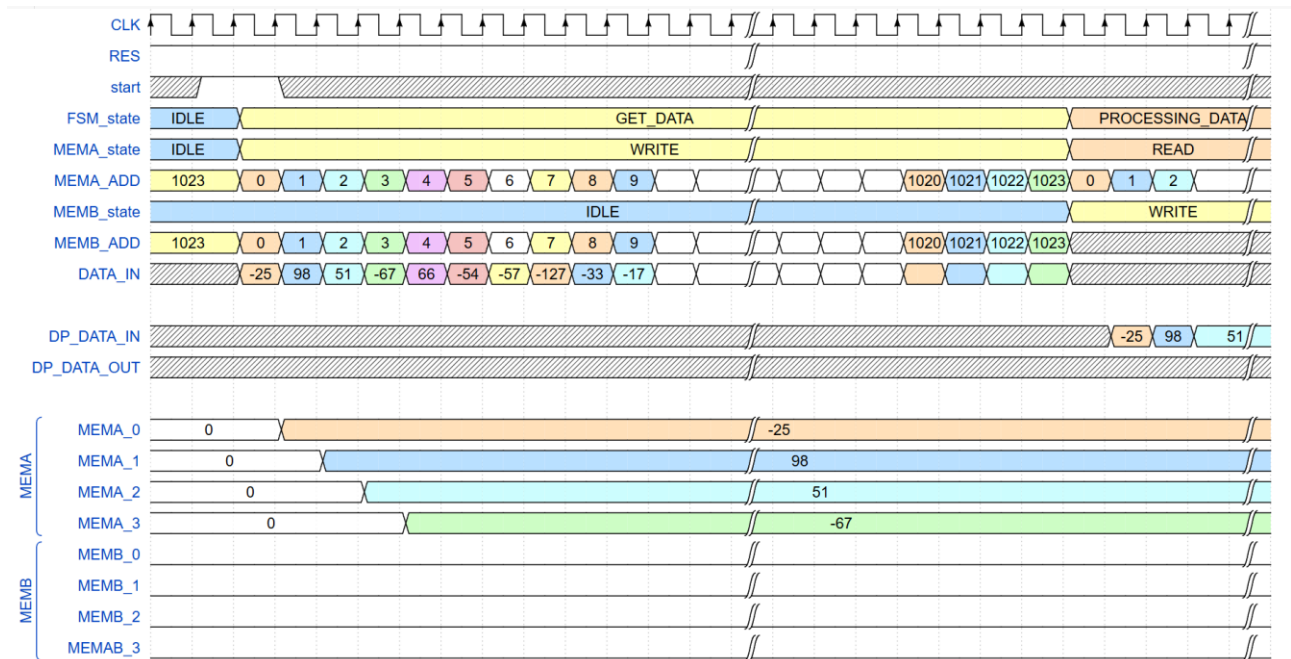 CLK
RES
start
FSM_state IDLE GET_DATA PROCESSING_DATA
MEMA_state IDLE WRITE READ
MEMA_ADD 1023 0 1 2 3 4 5 6 7 8 9 1020 1021 1022 1023 0 1 2
MEMB_state IDLE WRITE
MEMB_ADD 1023 0 1 2 3 4 5 6 7 8 9 1020 1021 1022 1023
DATA_IN -25 98 51 -67 66 -54 -57 -127 -33 -17
DP_DATA_IN -25 98 51
DP_DATA_OUT
MEMA
MEMA_0 0 -25
MEMA_1 0 98
MEMA_2 0 51
MEMA_3 0 -67
MEMB
MEMB_0
MEMB_1
MEMB_2
MEMAB_3